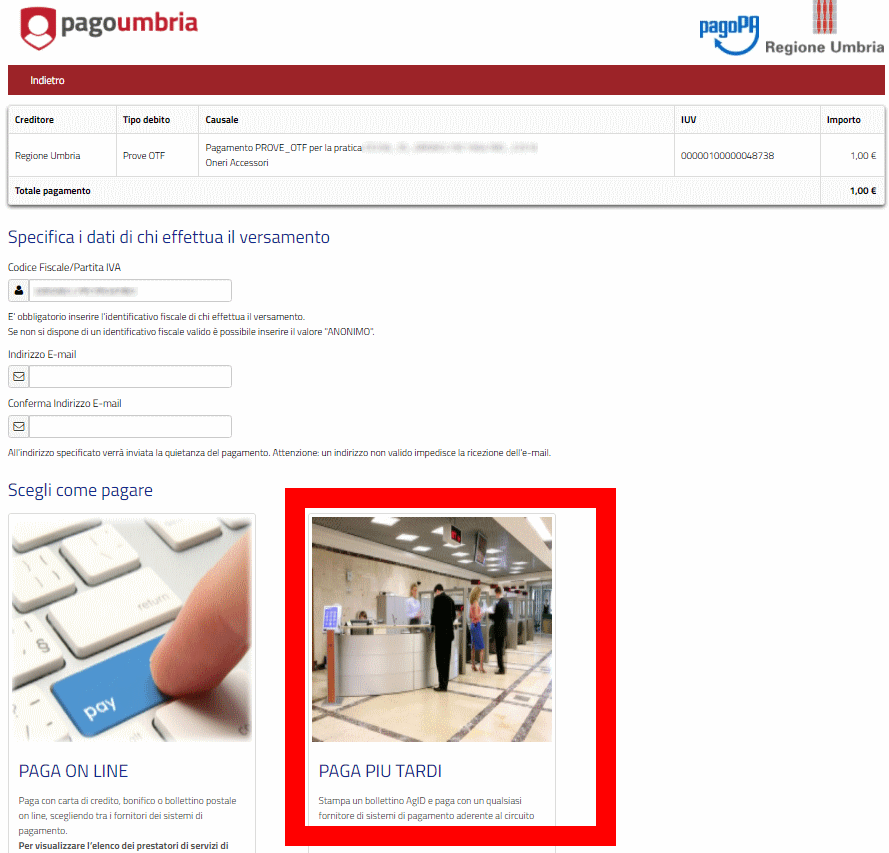 pagoumbria
pagoPA
Regione Umbria
Indietro
Creditore Tipo debito Causale IUV Importo
Regione Umbria Prove OTF Pagamento PROVE_OTF per la pratica
Oneri Accessori 00000100000048738 1,00 €
Totale pagamento 1,00 €
Specifica i dati di chi effettua il versamento
Codice Fiscale/Partita IVA
E' obbligatorio inserire l'identificativo fiscale di chi effettua il versamento.
Se non si dispone di un identificativo fiscale valido è possibile inserire il valore "ANONIMO".
Indirizzo E-mail
Conferma Indirizzo E-mail
All'indirizzo specificato verrà inviata la quietanza del pagamento. Attenzione: un indirizzo non valido impedisce la ricezione dell'e-mail.
Scegli come pagare
return
§
pay
PAGA ON LINE
Paga con carta di credito, bonifico o bollettino postale
on line, scegliendo tra i fornitori dei sistemi di
pagamento.
Per visualizzare l'elenco dei prestatori di servizi di
PAGA PIU TARDI
Stampa un bollettino AgID e paga con un qualsiasi
fornitore di sistemi di pagamento aderente al circuito